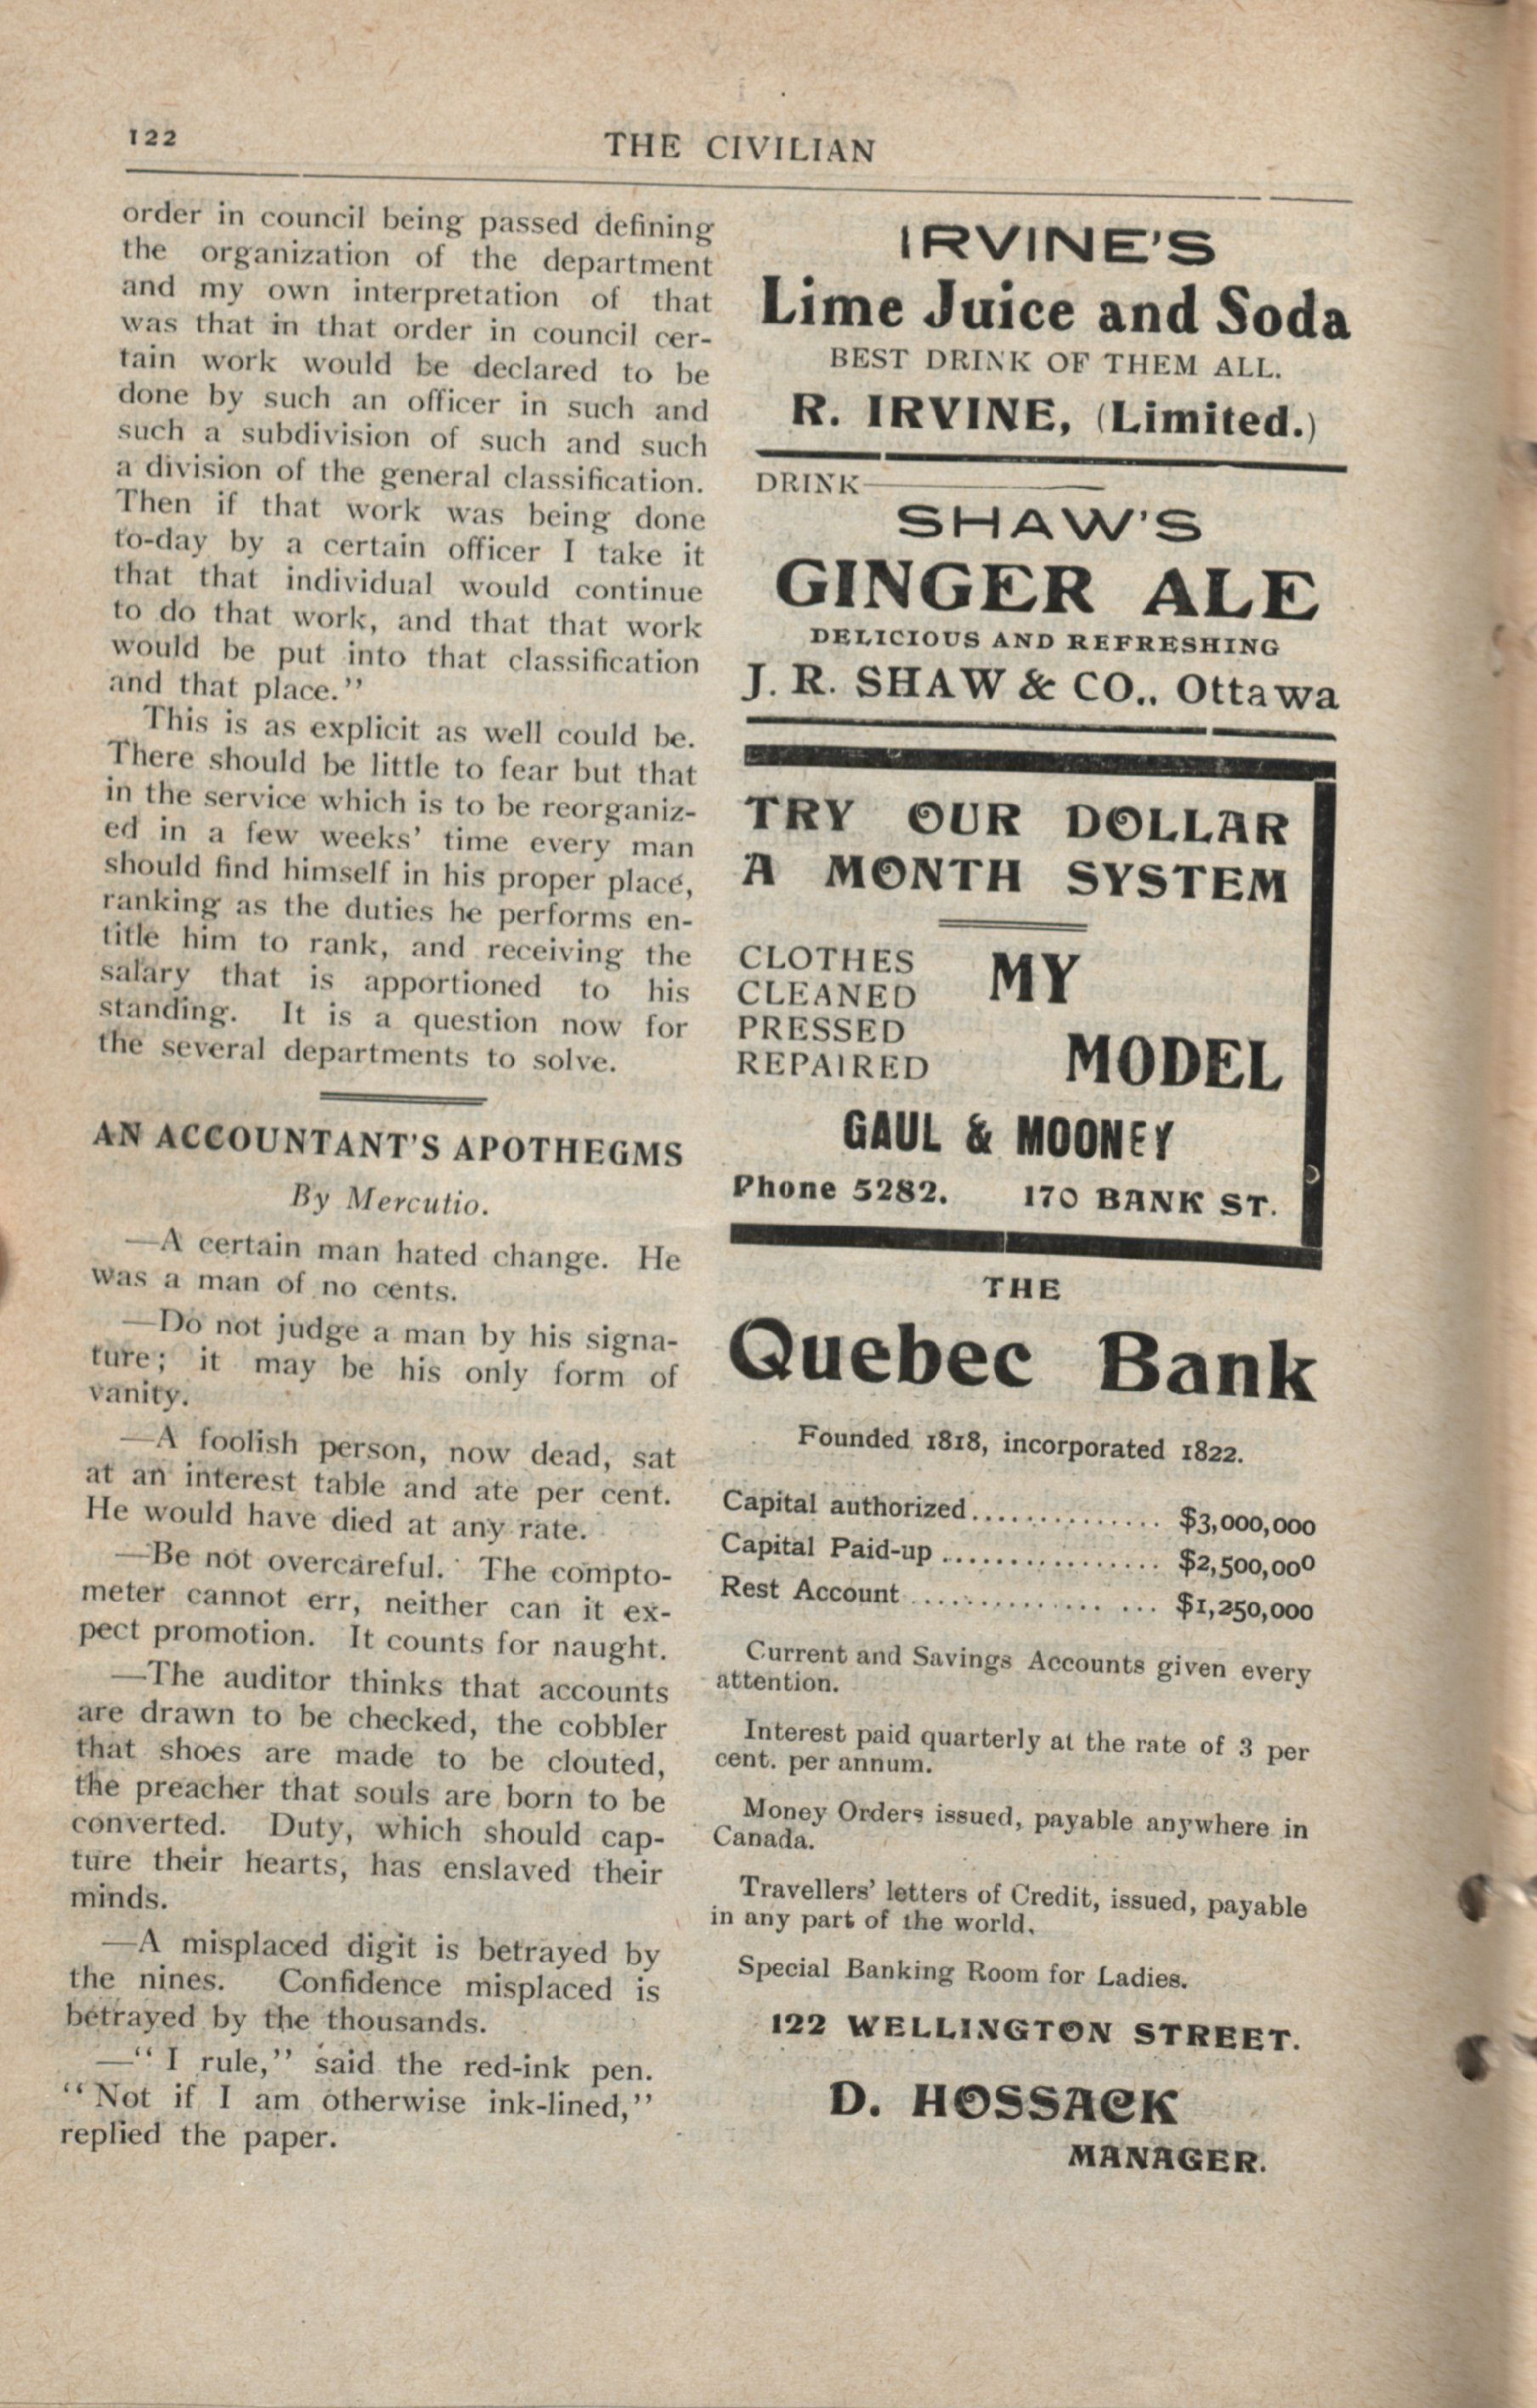 122
THE CIVILIAN
order in council being passed defining
the organization of the department
and my own interpretation of that
was that in that order in council cer-
tain work would be declared to be
done by such an officer in such and
such a subdivision of such and such
a division of the general classification.
Then if that work was being done
to-day by a certain officer I take it
that that individual would continue
to do that work, and that that work
would be put into that classification
and that place."
This is as explicit as well could be.
There should be little to fear but that
in the service which is to be reorganiz-
ed in a few weeks' time every man
should find himself in his proper place,
ranking as the duties he performs en-
title him to rank, and receiving the
salary that is apportioned to his
standing. It is a question now for
the several departments to solve.
AN ACCOUNTANT'S APOTHEGMS
By Mercutio.
—A certain man hated change. He
was a man of no cents.
—Do not judge a man by his signa-
ture; it may be his only form of
vanity.
—A foolish person, now dead, sat
at an interest table and ate per cent.
He would have died at any rate.
—Be not overcareful. The compto-
meter cannot err, neither can it ex-
pect promotion. It counts for naught.
—The auditor thinks that accounts
are drawn to be checked, the cobbler
that shoes are made to be clouted,
the preacher that souls are born to be
converted. Duty, which should cap-
ture their hearts, has enslaved their
minds.
—A misplaced digit is betrayed by
the nines. Confidence misplaced is
betrayed by the thousands.
—"I rule," said the red-ink pen.
"Not if I am otherwise ink-lined,"
replied the paper.
IRVINE'S
Lime Juice and Soda
BEST DRINK OF THEM ALL.
R. IRVINE, (Limited.)
DRINK
SHAW'S
GINGER ALE
DELICIOUS AND REFRESHING
J. R. SHAW & CO., Ottawa
TRY OUR DOLLAR
A MONTH SYSTEM
CLOTHES
CLEANED
PRESSED
REPAIRED
MY
MODEL
GAUL & MOONEY
Phone 5282. 170 BANK ST.
THE
Quebec Bank
Founded 1818, incorporated 1822.
Capital authorized.............. $3,000,000
Capital Paid-up ................ $2,500,000
Rest Account .............. ... $1,250,000
Current and Savings Accounts given every
attention.
Interest paid quarterly at the rate of 3 per
cent. per annum.
Money Orders issued, payable anywhere in
Canada.
Travellers' letters of Credit, issued, payable
in any part of the world.
Special Banking Room for Ladies.
122 WELLINGTON STREET.
D. HOSSACK
MANAGER.